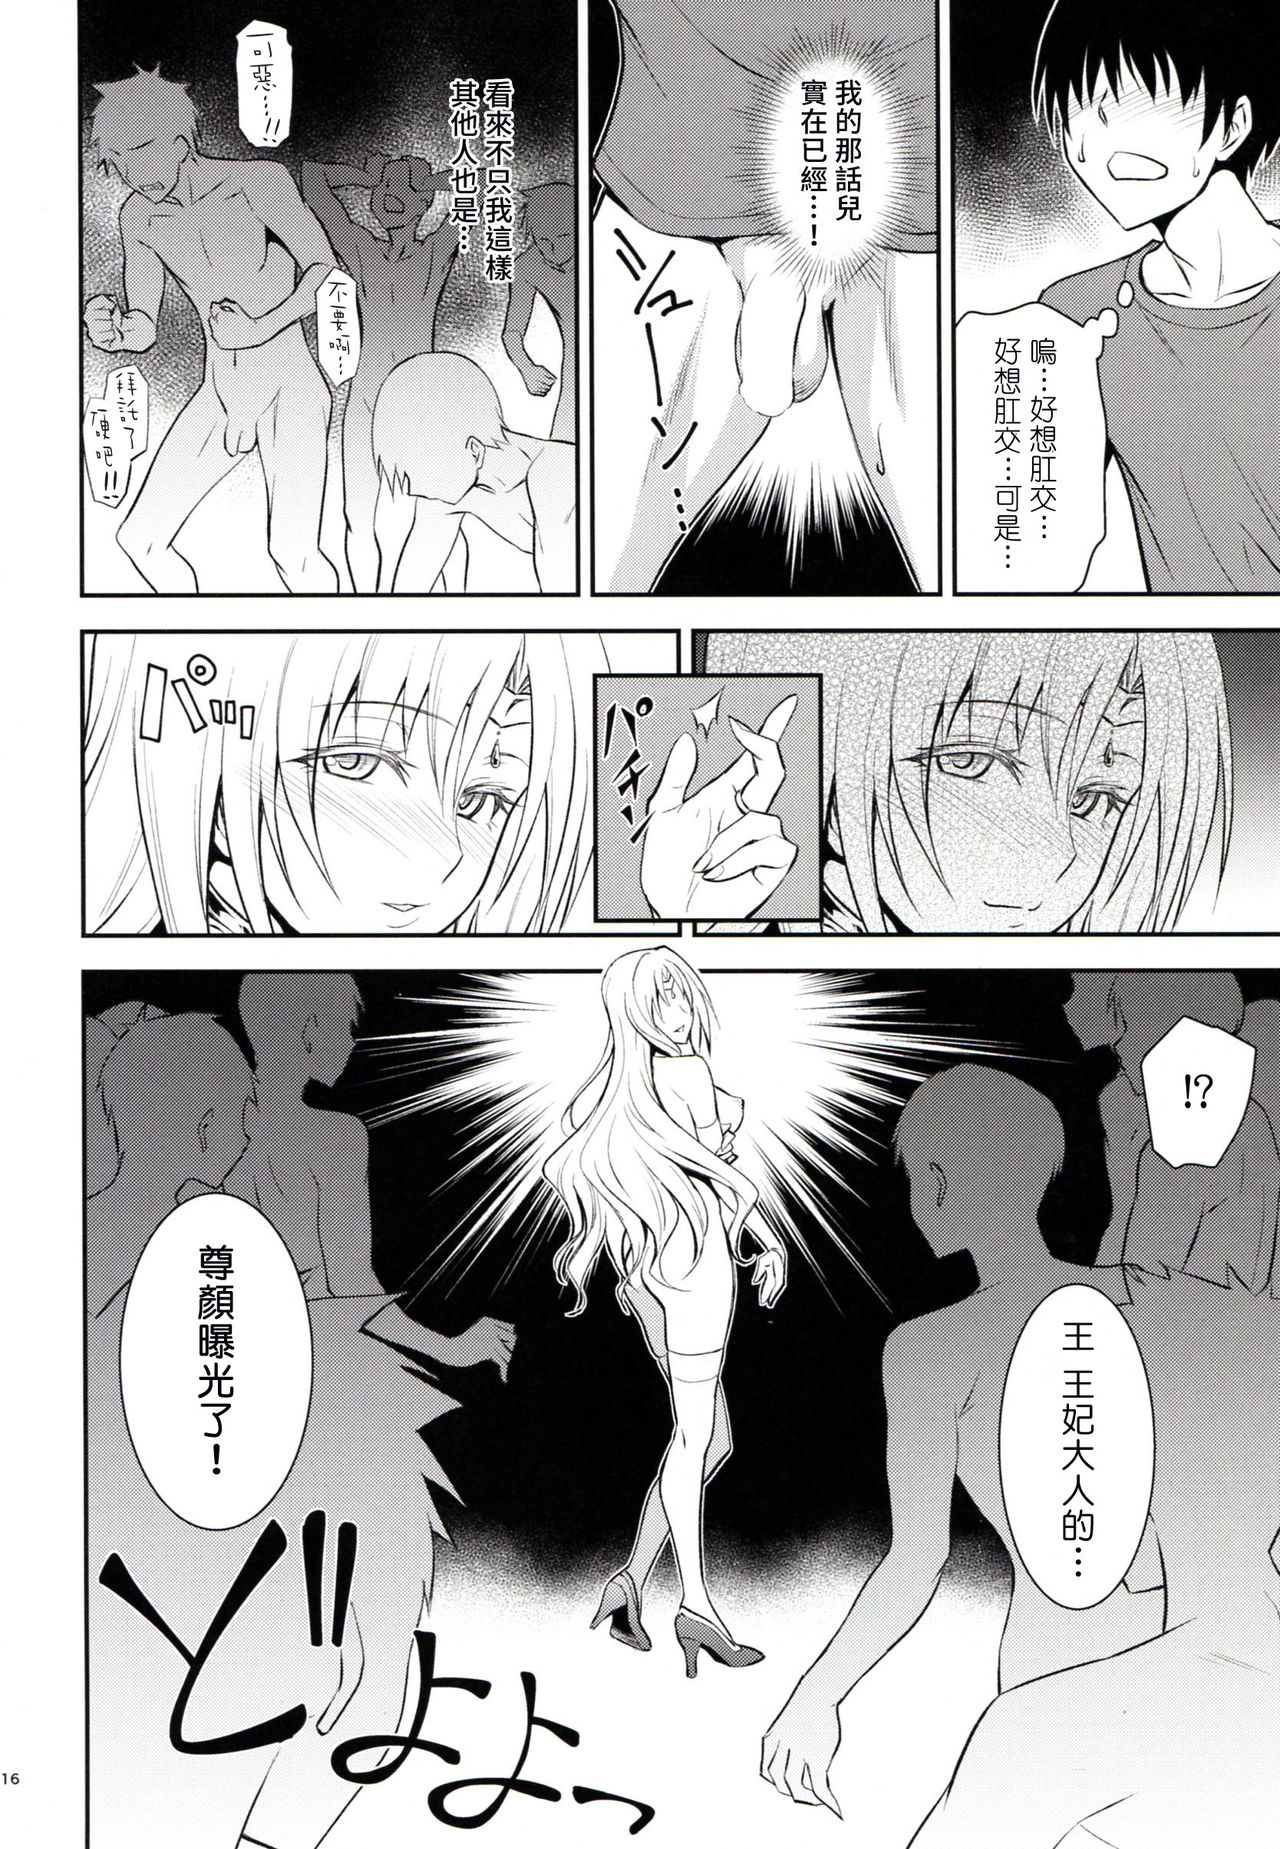 嗚…好想肛交…
好想肛交…可是…
我的那話兒
實在已經…！
シュ
ン…
看來不只我這樣
其他人也是…
可惡…!!
不要啊…
拜託了
硬吧!!
パチン
パッ
!?
王 王妃大人的…
尊顏曝光了！
どよよっ
16